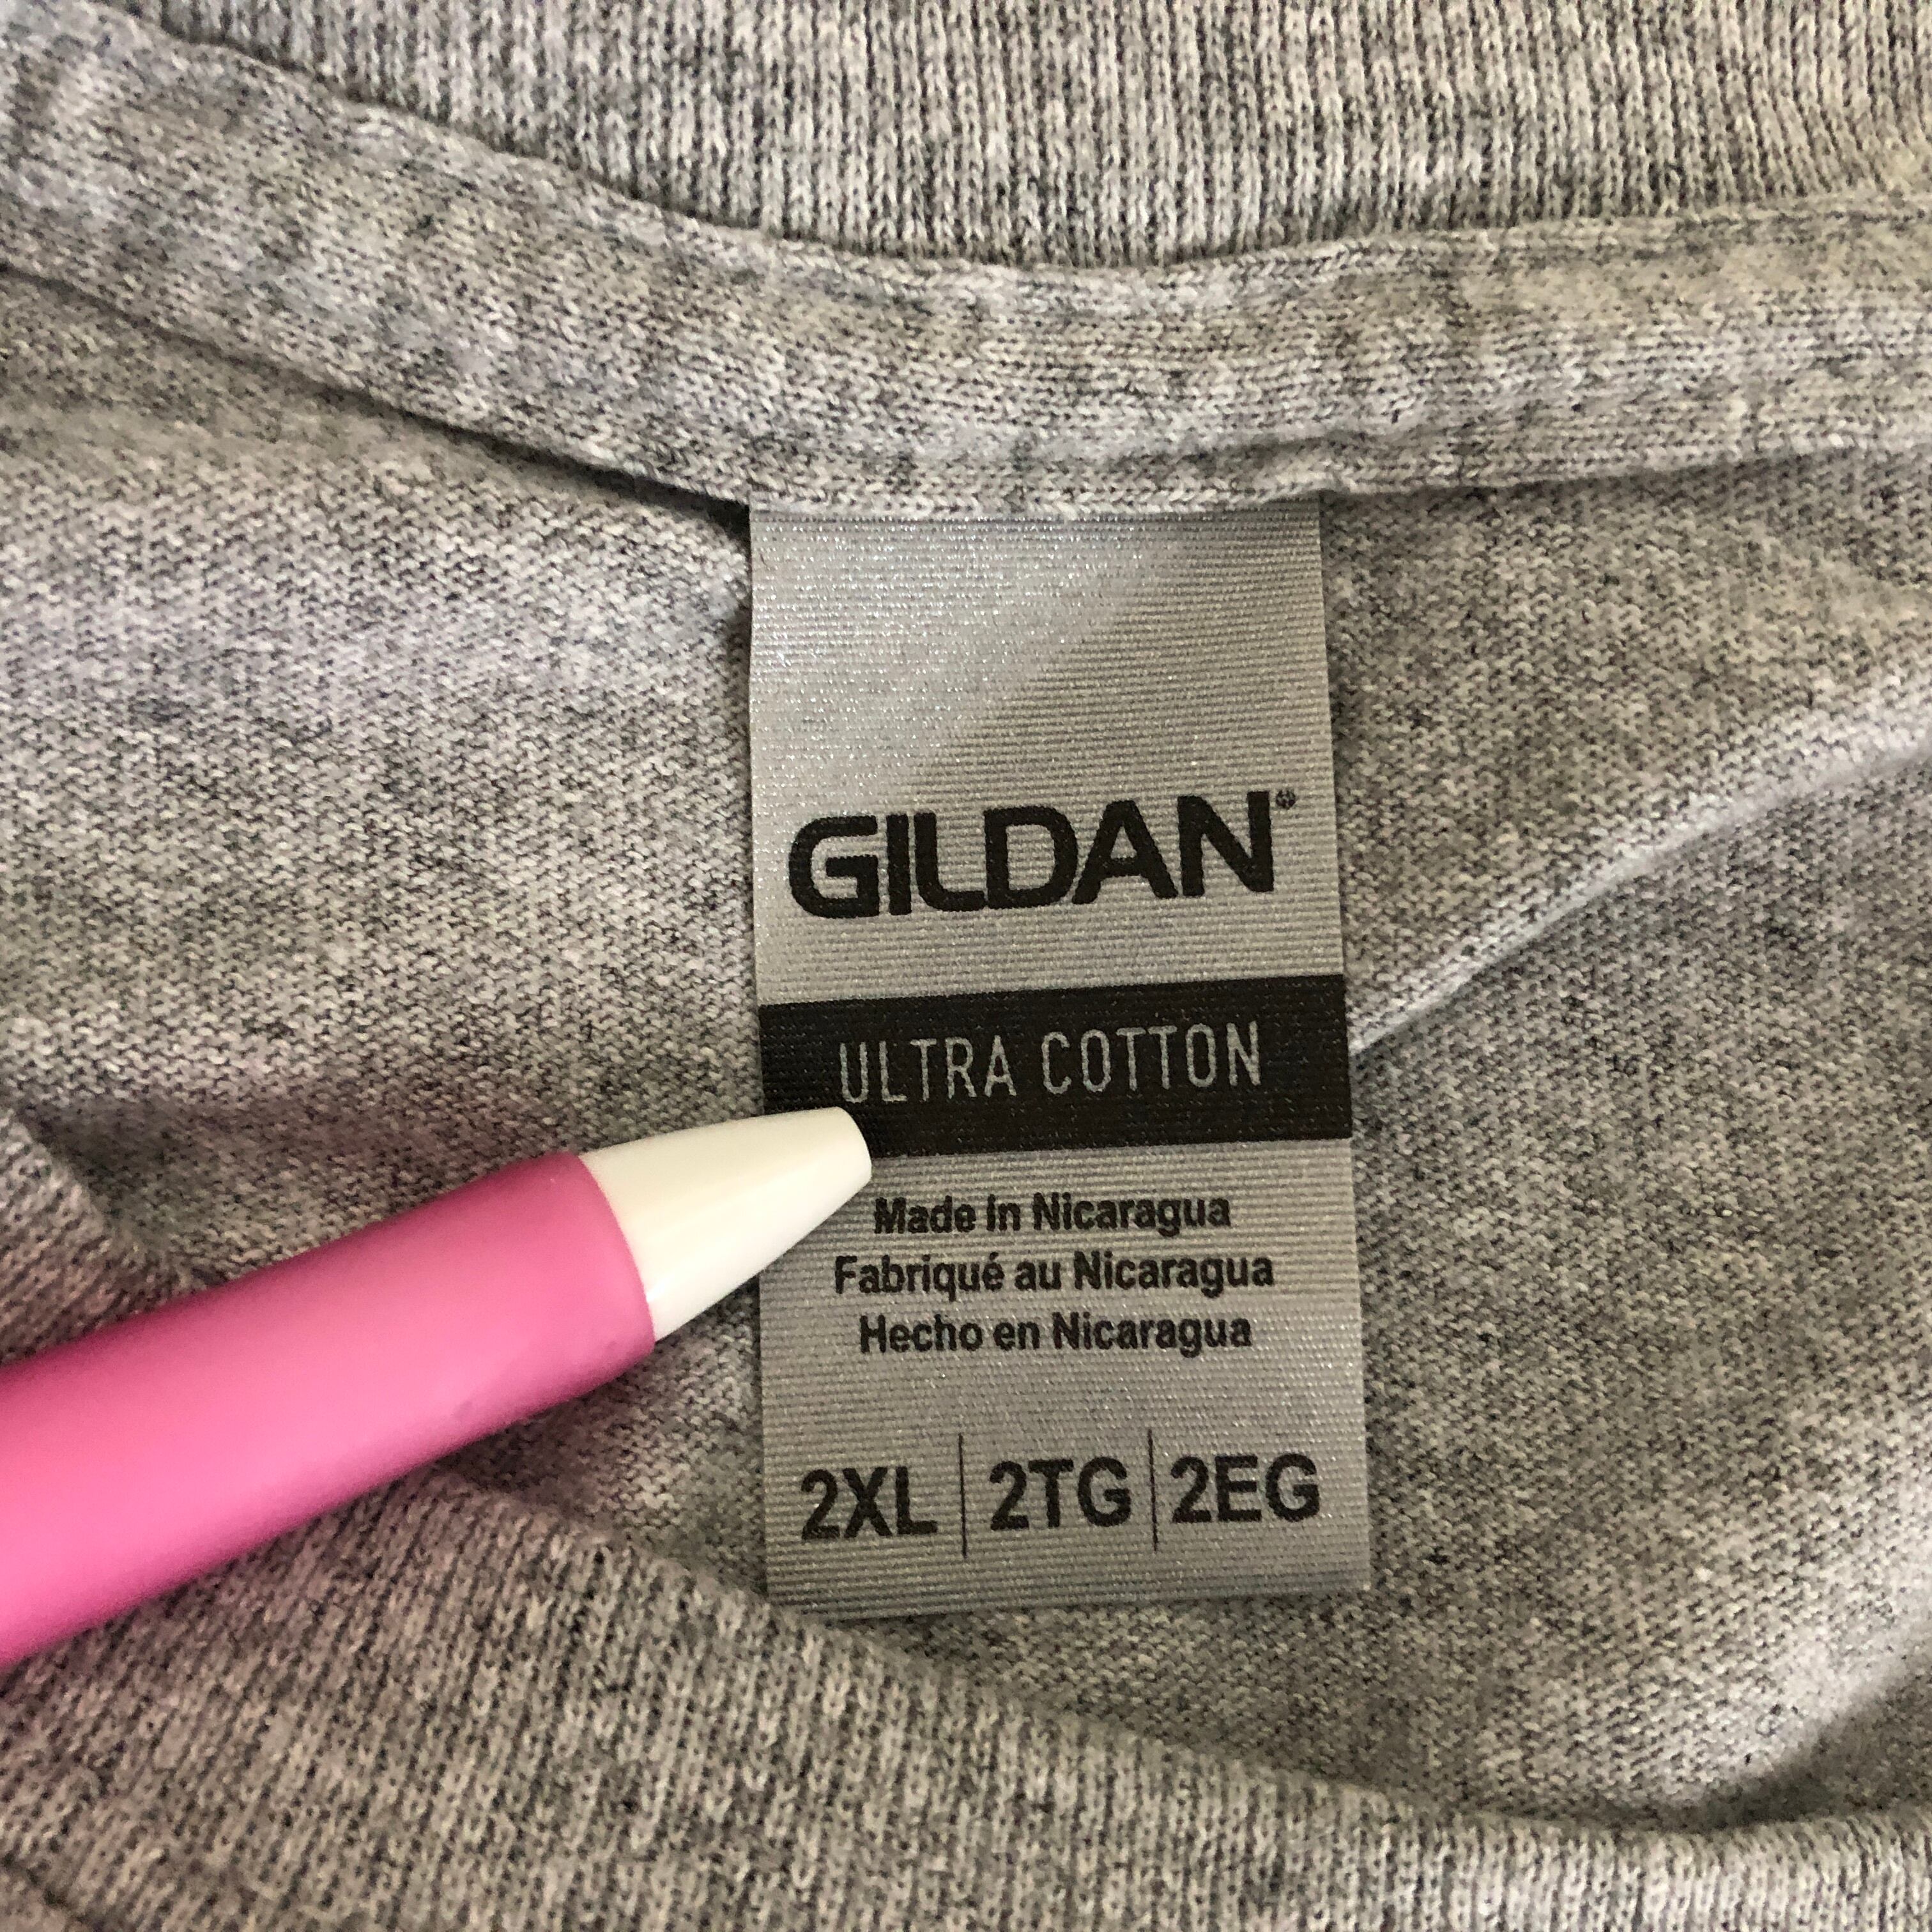 GILDAN®
ULTRA COTTON
Made in Nicaragua
Fabriqué au Nicaragua
Hecho en Nicaragua
2XL | 2TG | 2EG